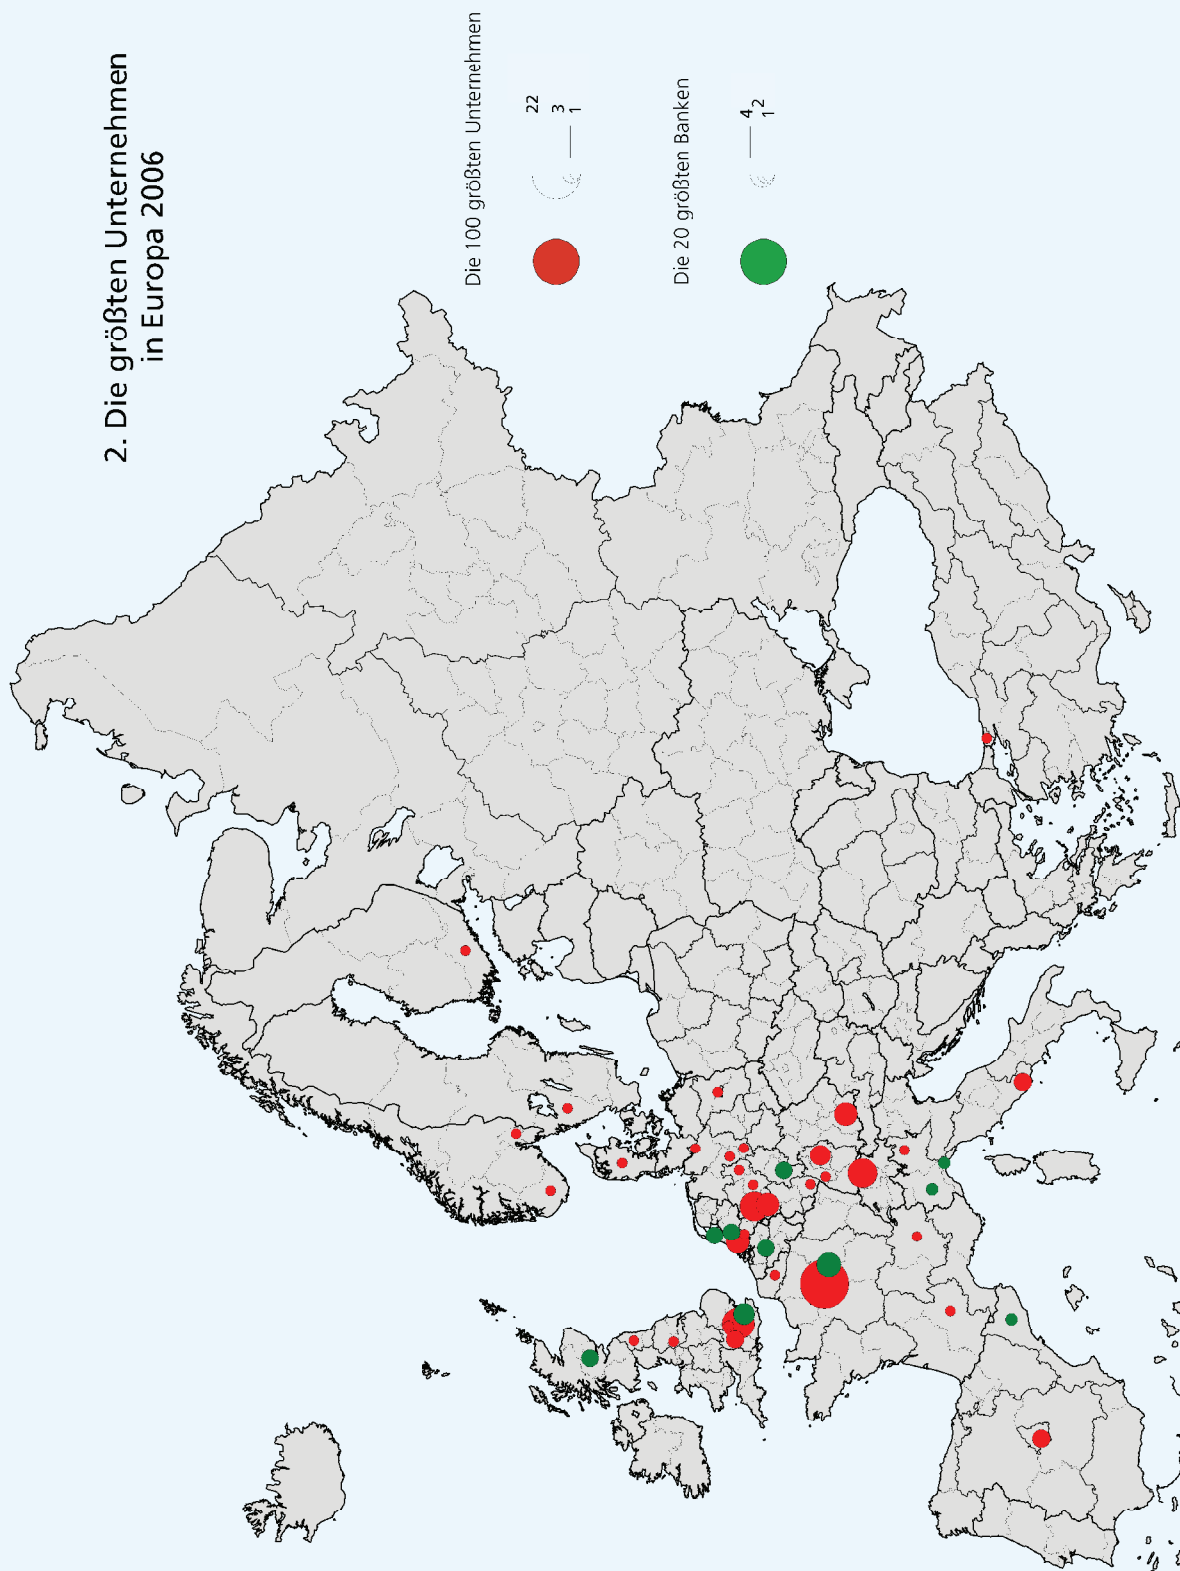 2. Die größten Unternehmen
in Europa 2006
Die 100 größten Unternehmen
22
3
1
Die 20 größten Banken
4
2
1